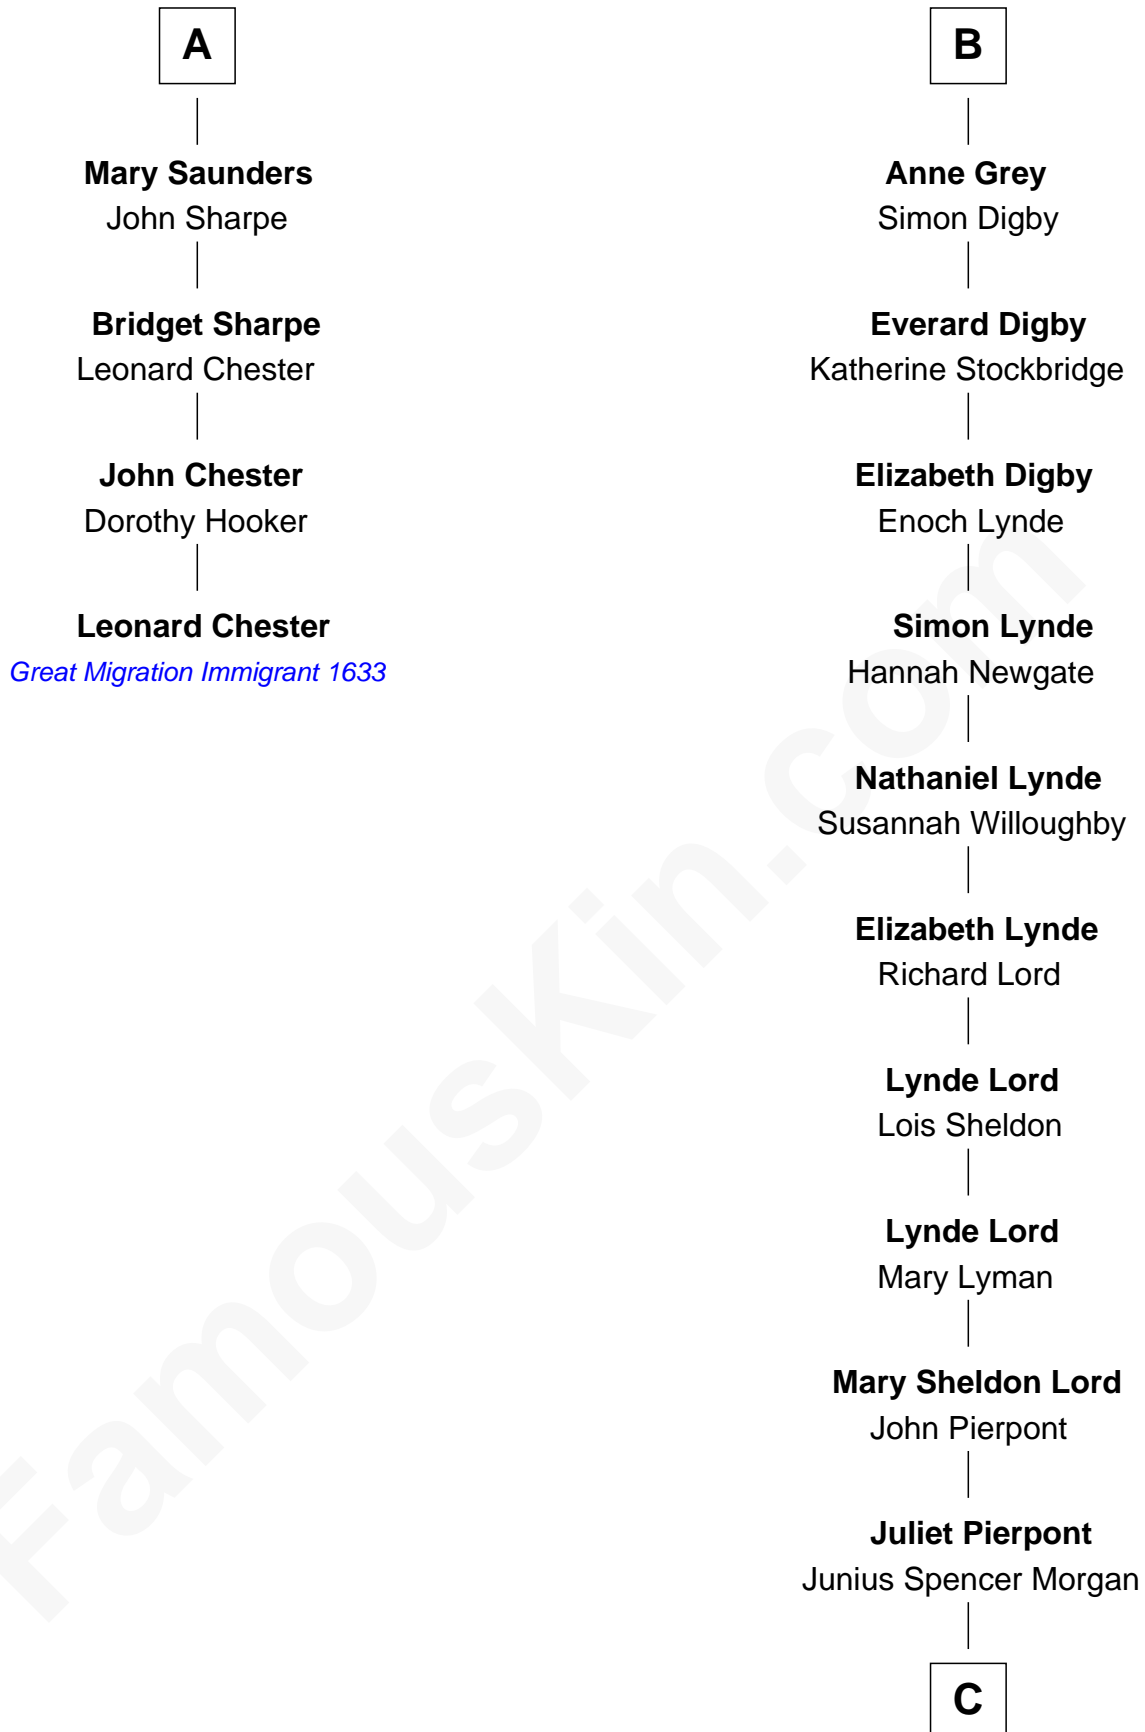 A
Mary Saunders
John Sharpe
Bridget Sharpe
Leonard Chester
John Chester
Dorothy Hooker
Leonard Chester
Great Migration Immigrant 1633
B
Anne Grey
Simon Digby
Everard Digby
Katherine Stockbridge
Elizabeth Digby
Enoch Lynde
Simon Lynde
Hannah Newgate
Nathaniel Lynde
Susannah Willoughby
Elizabeth Lynde
Richard Lord
Lynde Lord
Lois Sheldon
Lynde Lord
Mary Lyman
Mary Sheldon Lord
John Pierpont
Juliet Pierpont
Junius Spencer Morgan
C
FamousKin.com